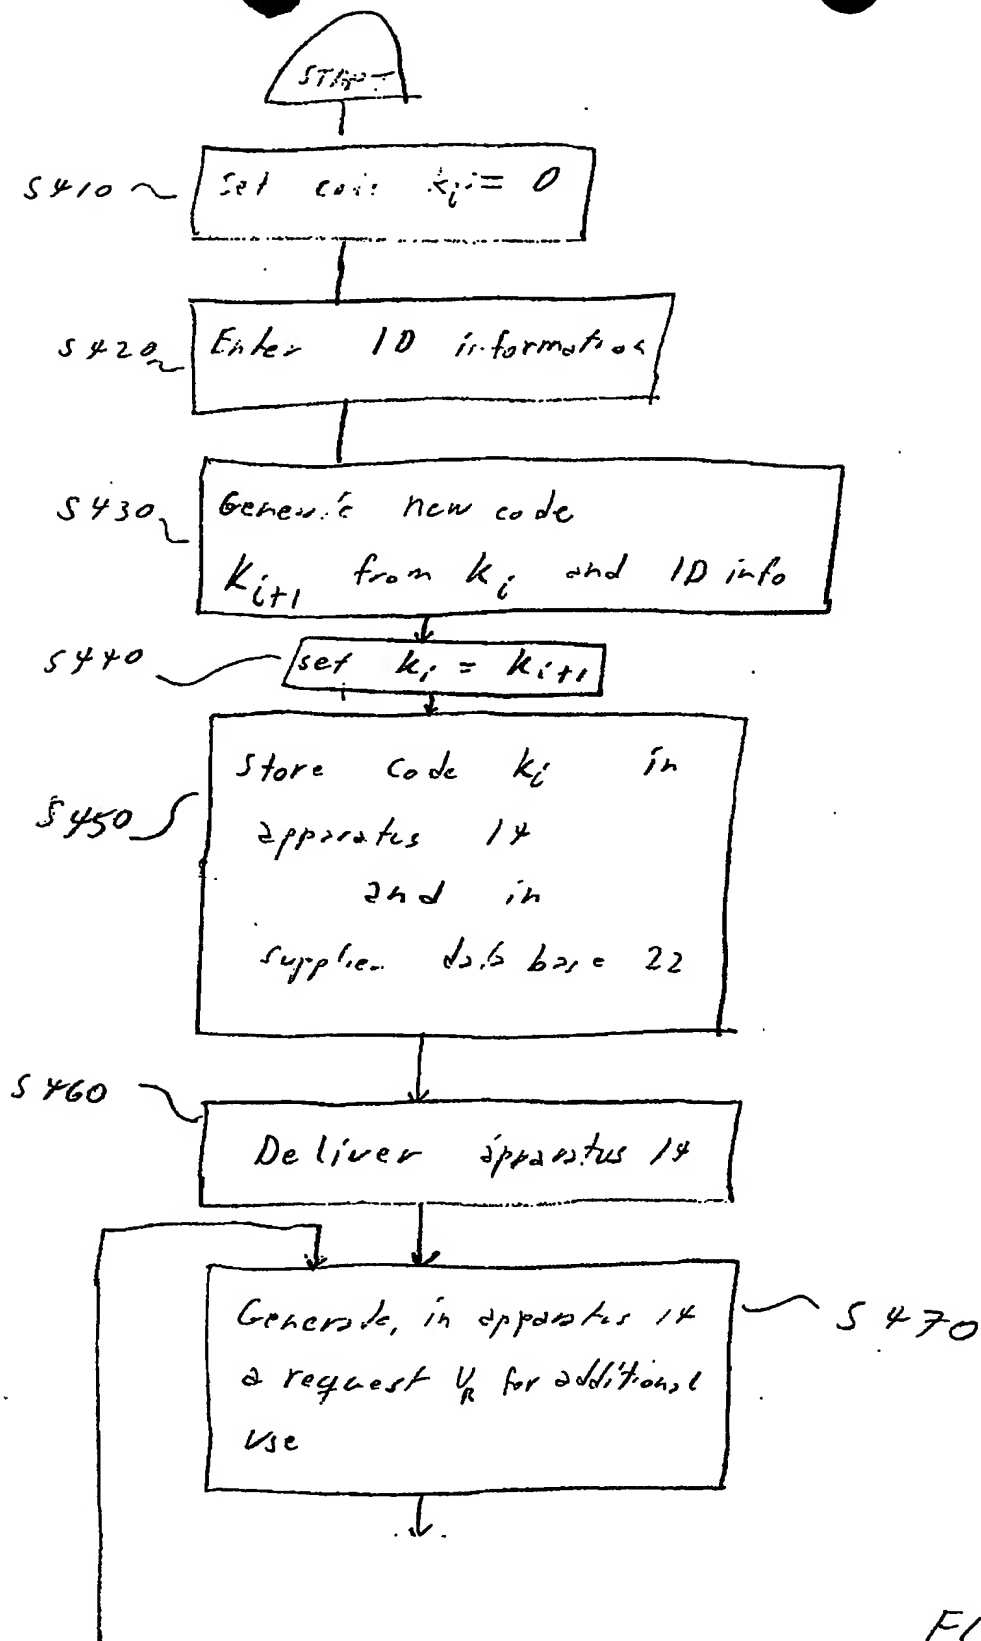 START
S410
Set code ki := 0
S420
Enter ID information
S430
Generate new code
Ki+1 from Ki and ID info
S440
set ki = ki+1
S450
Store code ki in
apparatus 14
and in
supplier data base 22
S460
Deliver apparatus 14
Generate, in apparatus 14
S470
a request UR for additional
use